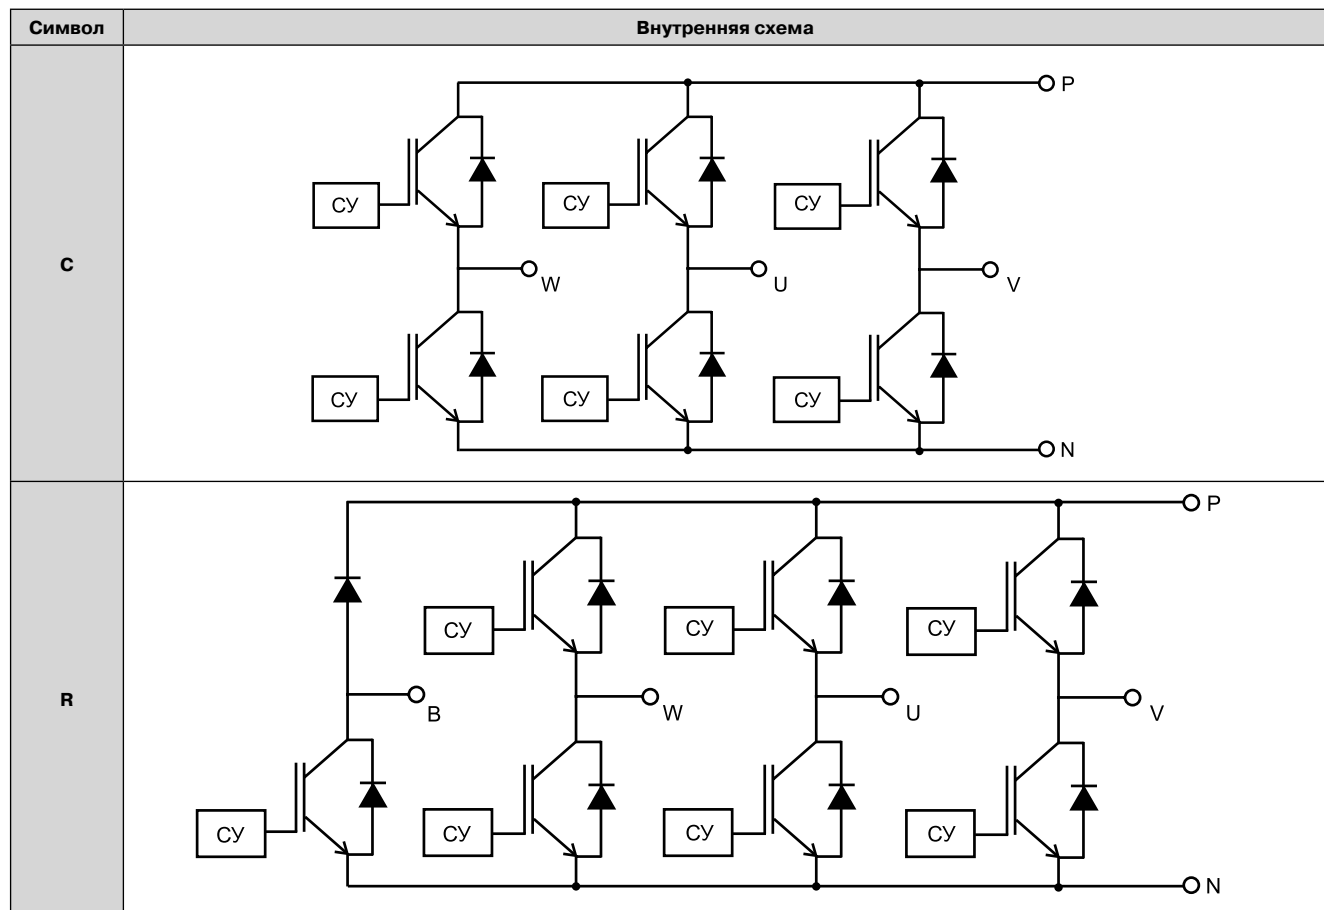 Символ Внутренняя схема
P
СУ СУ СУ
C
W U V
СУ СУ СУ
N
P
СУ СУ СУ
R
B W U V
СУ СУ СУ СУ
N